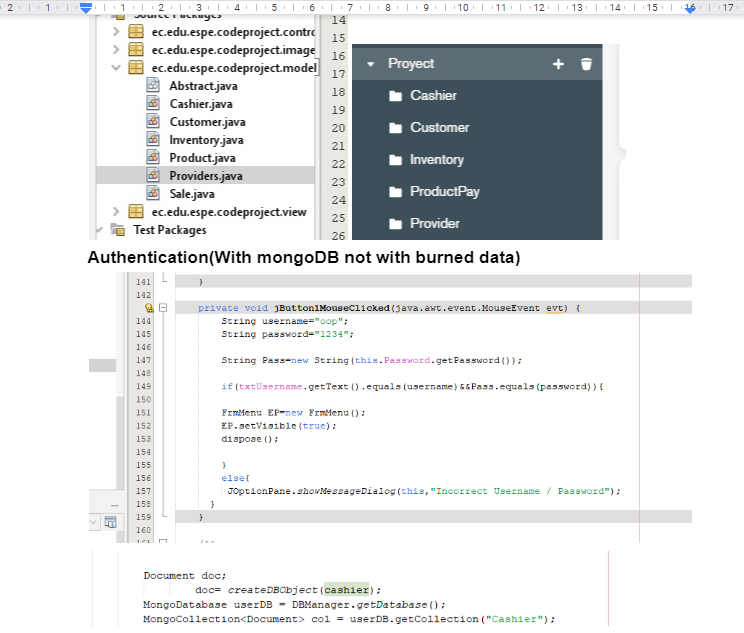 2 1 1 2 3 4 5 6 7 8 9 10 11 12 13 14 15 16 17
Source Packages
ec.edu.espe.codeproject.contro
ec.edu.espe.codeproject.image
ec.edu.espe.codeproject.model
Abstract.java
Cashier.java
Customer.java
Inventory.java
Product.java
Providers.java
Sale.java
ec.edu.espe.codeproject.view
Test Packages
14
15
16
17
18
19
20
21
22
23
24
25
26
Proyect
Cashier
Customer
Inventory
ProductPay
Provider
Authentication(With mongoDB not with burned data)
141 }
142
private void jButton1MouseClicked(java.awt.event.MouseEvent evt) {
144 String username="oop";
145 String password="1234";
146
147 String Pass=new String(this.Password.getPassword());
148
149 if(txtUsername.getText().equals(username)&&Pass.equals(password)){
150
151 FrmMenu EP=new FrmMenu();
152 EP.setVisible(true);
153 dispose();
154
155 }
156 else{
157 JOptionPane.showMessageDialog(this,"Incorrect Username / Password");
158 }
159 }
160
161 /**
Document doc;
doc= createDBObject(cashier);
MongoDatabase userDB = DBManager.getDatabase();
MongoCollection<Document> col = userDB.getCollection("Cashier");